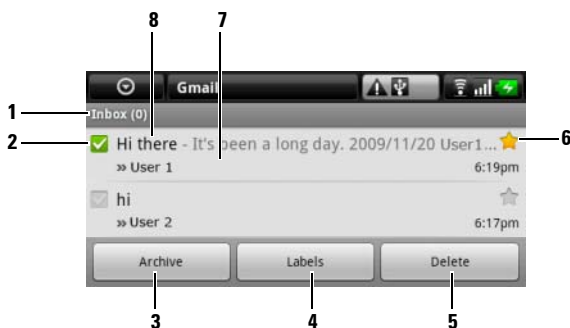 8 7
Gmail
1 Inbox (0)
2 Hi there - It's been a long day. 2009/11/20 User1... 6
» User 1 6:19pm
hi
» User 2 6:17pm
Archive Labels Delete
3 4 5